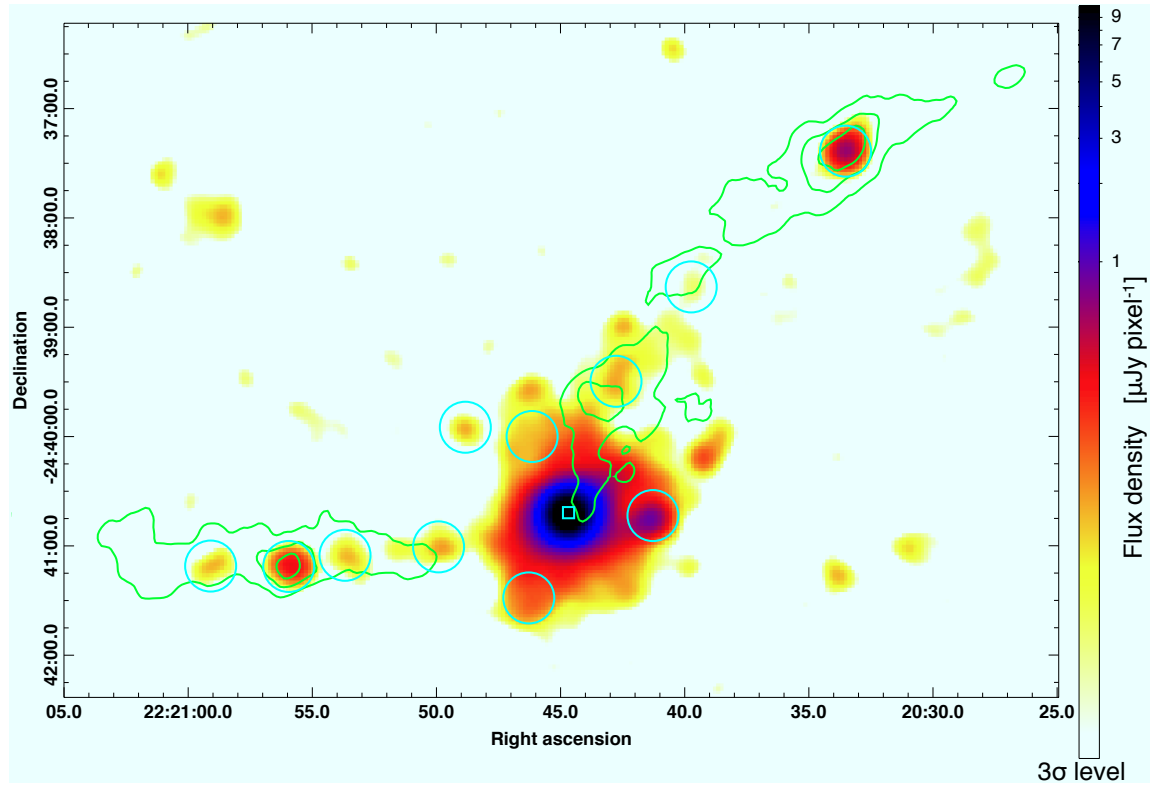 9
7
5
3
1
Flux density [μJy pixel⁻¹]
3σ level
Declination
37:00.0
38:00.0
39:00.0
-24:40:00.0
41:00.0
42:00.0
05.0 22:21:00.0 55.0 50.0 45.0 40.0 35.0 20:30.0 25.0
Right ascension